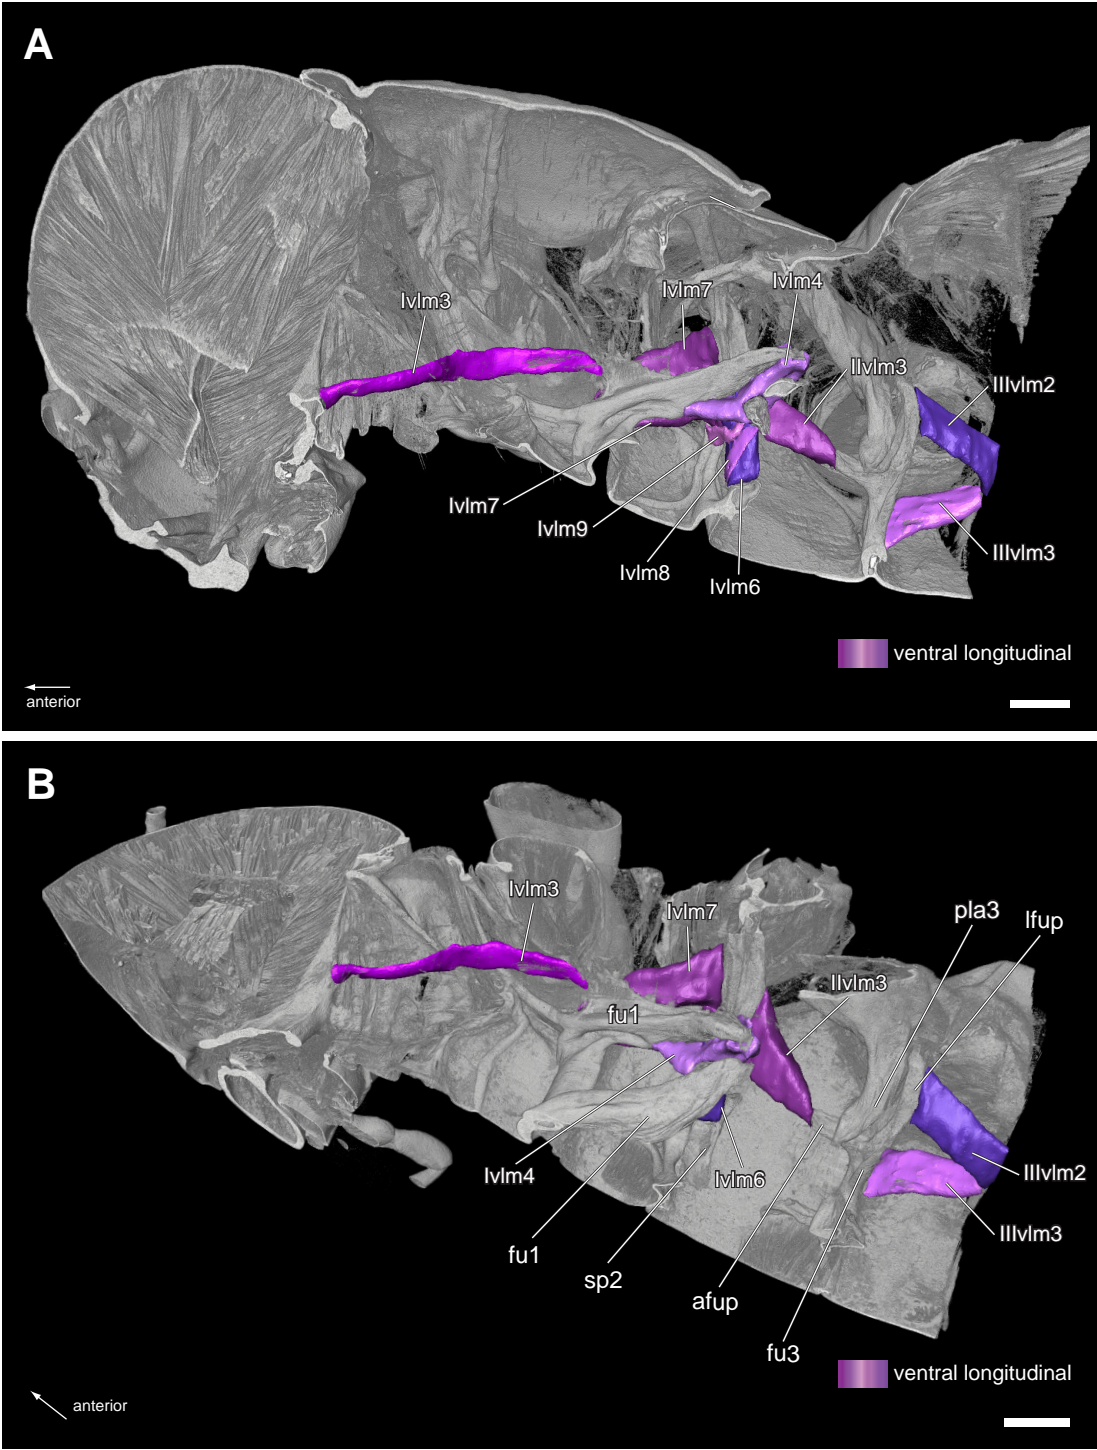 A
Ivlm3
Ivlm7
Ivlm4
IIvlm3
IIIvlm2
Ivlm7
Ivlm9
Ivlm8
Ivlm6
IIIvlm3
ventral longitudinal
anterior
B
Ivlm3
Ivlm7
pla3
lfup
IIvlm3
fu1
Ivlm4
Ivlm6
IIIvlm2
IIIvlm3
fu1
sp2
afup
fu3
ventral longitudinal
anterior